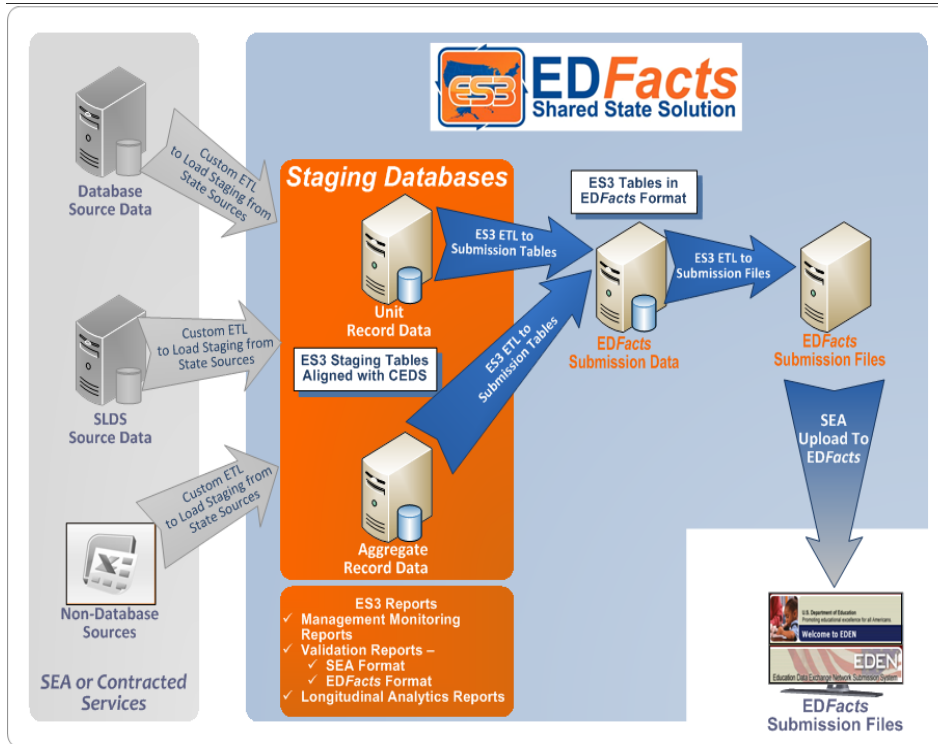 ES3
EDFacts
Shared State Solution
Database
Source Data
Custom ETL
to Load Staging from
State Sources
SLDS
Source Data
Custom ETL
to Load Staging from
State Sources
Non-Database
Sources
Custom ETL
to Load Staging from
State Sources
SEA or Contracted
Services
Staging Databases
Unit
Record Data
ES3 Staging Tables
Aligned with CEDS
Aggregate
Record Data
ES3 ETL to
Submission Tables
ES3 ETL to
Submission Tables
ES3 Tables in
EDFacts Format
EDFacts
Submission Data
ES3 ETL to
Submission Files
EDFacts
Submission Files
SEA
Upload To
EDFacts
ES3 Reports
✓ Management Monitoring
Reports
✓ Validation Reports –
✓ SEA Format
✓ EDFacts Format
✓ Longitudinal Analytics Reports
U.S. Department of Education
Promoting educational excellence for all Americans.
Welcome to EDEN
EDEN
Education Data Exchange Network Submission System
EDFacts
Submission Files